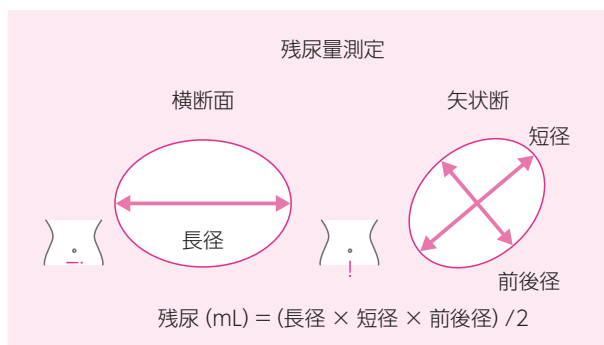 残尿量測定
横断面
矢状断
短径
長径
前後径
残尿 (mL) = (長径 × 短径 × 前後径) /2